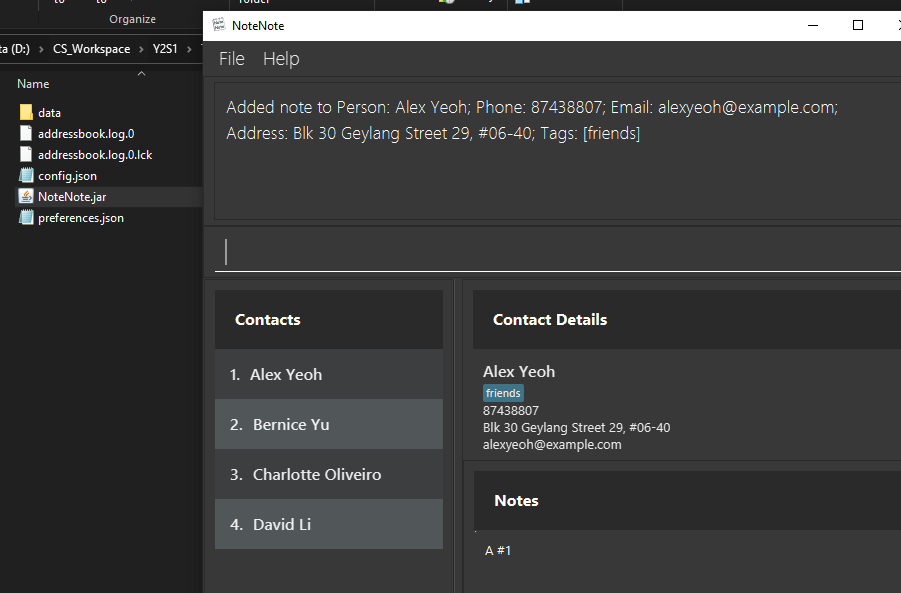 Organize
ta (D:) › CS_Workspace › Y2S1 ›
Name
data
addressbook.log.0
addressbook.log.0.lck
config.json
NoteNote.jar
preferences.json
NoteNote
File Help
Added note to Person: Alex Yeoh; Phone: 87438807; Email: alexyeoh@example.com;
Address: Blk 30 Geylang Street 29, #06-40; Tags: [friends]
Contacts
1. Alex Yeoh
2. Bernice Yu
3. Charlotte Oliveiro
4. David Li
Contact Details
Alex Yeoh
friends
87438807
Blk 30 Geylang Street 29, #06-40
alexyeoh@example.com
Notes
A #1